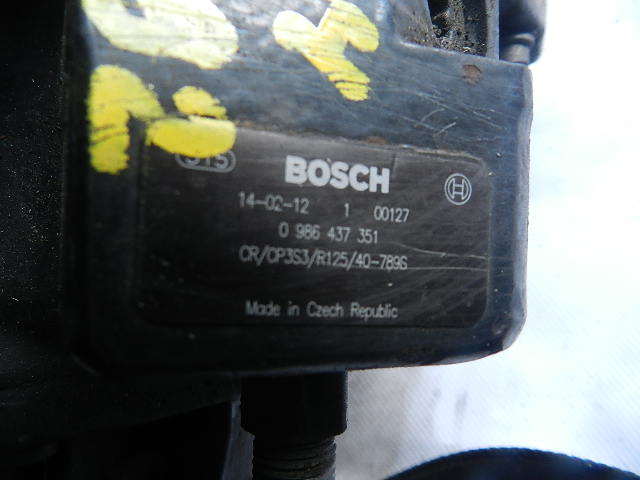 BOSCH
14-02-12 1 00127
0 986 437 351
CR/CP3S3/R125/40-789S
Made in Czech Republic